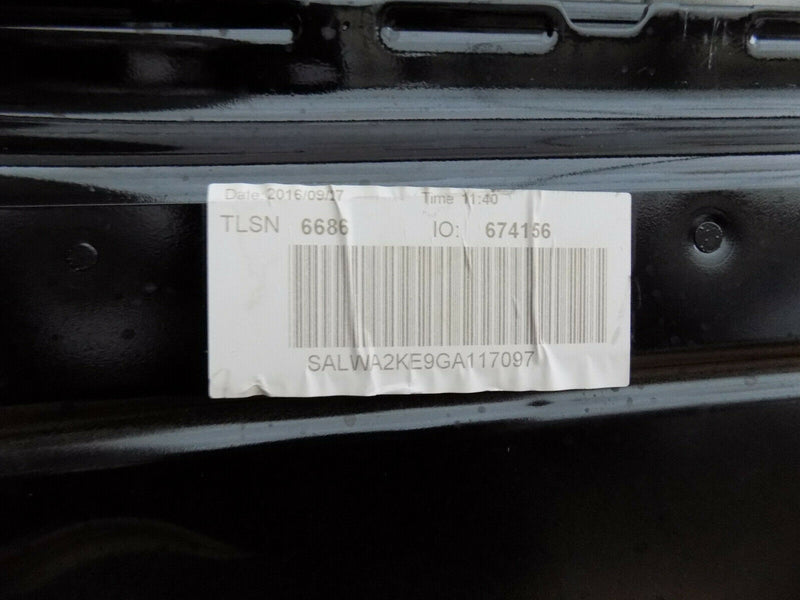 Date: 2016/09/27 Time 11:40
TLSN 6686 IO: 674156
SALWA2KE9GA117097